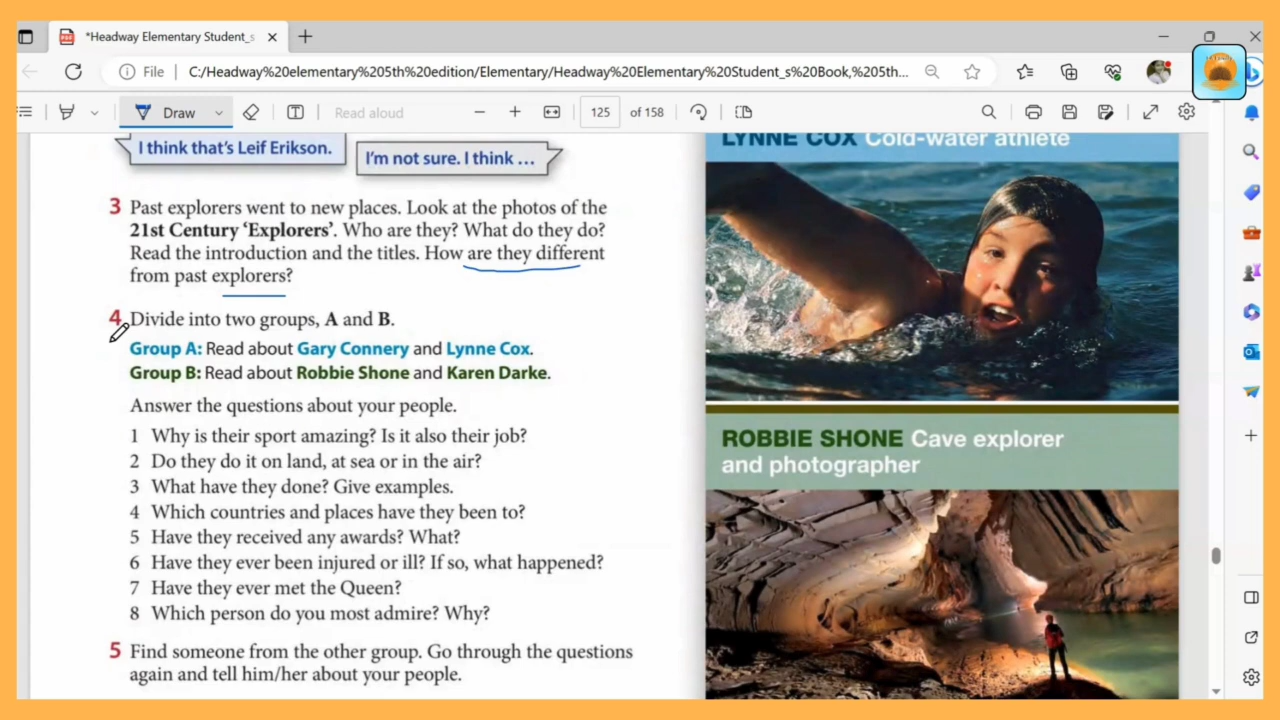 *Headway Elementary Student_s
File C:/Headway%20elementary%205th%20edition/Elementary/Headway%20Elementary%20Student_s%20Book,%205th...
Draw
Read aloud
125 of 158
I think that's Leif Erikson.
I'm not sure. I think ...
3 Past explorers went to new places. Look at the photos of the
21st Century 'Explorers'. Who are they? What do they do?
Read the introduction and the titles. How are they different
from past explorers?
4 Divide into two groups, A and B.
Group A: Read about Gary Connery and Lynne Cox.
Group B: Read about Robbie Shone and Karen Darke.
Answer the questions about your people.
1 Why is their sport amazing? Is it also their job?
2 Do they do it on land, at sea or in the air?
3 What have they done? Give examples.
4 Which countries and places have they been to?
5 Have they received any awards? What?
6 Have they ever been injured or ill? If so, what happened?
7 Have they ever met the Queen?
8 Which person do you most admire? Why?
5 Find someone from the other group. Go through the questions
again and tell him/her about your people.
LYNNE COX Cold-water athlete
ROBBIE SHONE Cave explorer
and photographer